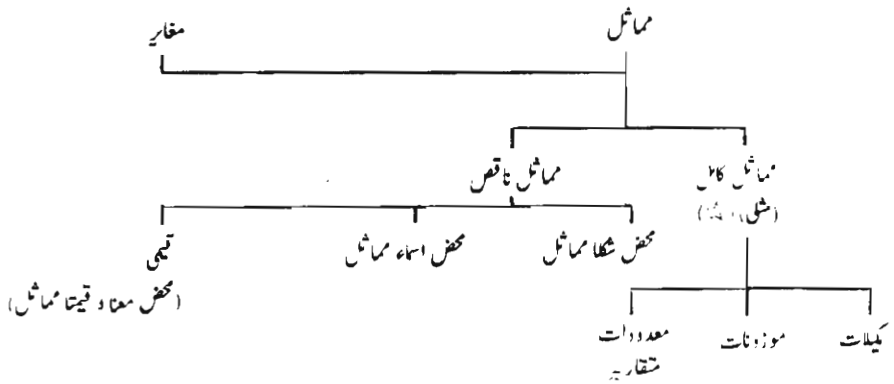 مماثل
مغایر
مماثل کامل
(مثلی
مماثل ناقص
محض شکلا مماثل
محض اسماء مماثل
قیمی
(محض معنا و قیمتا مماثل)
کیلات
موزونات
معدودات
متقاربہ